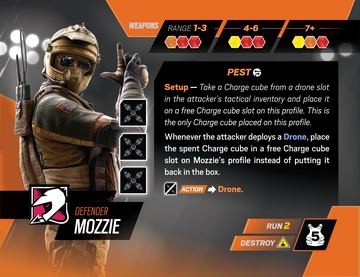 WEAPONS RANGE 1-3 4-6 7+
PEST
Setup — Take a Charge cube from a drone slot
in the attacker's tactical inventory and place it
on a free Charge cube slot on this profile. This is
the only Charge cube placed on this profile.
Whenever the attacker deploys a Drone, place
the spent Charge cube in a free Charge cube
slot on Mozzie's profile instead of putting it
back in the box.
ACTION Drone.
DEFENDER
MOZZIE
RUN 2
5
DESTROY